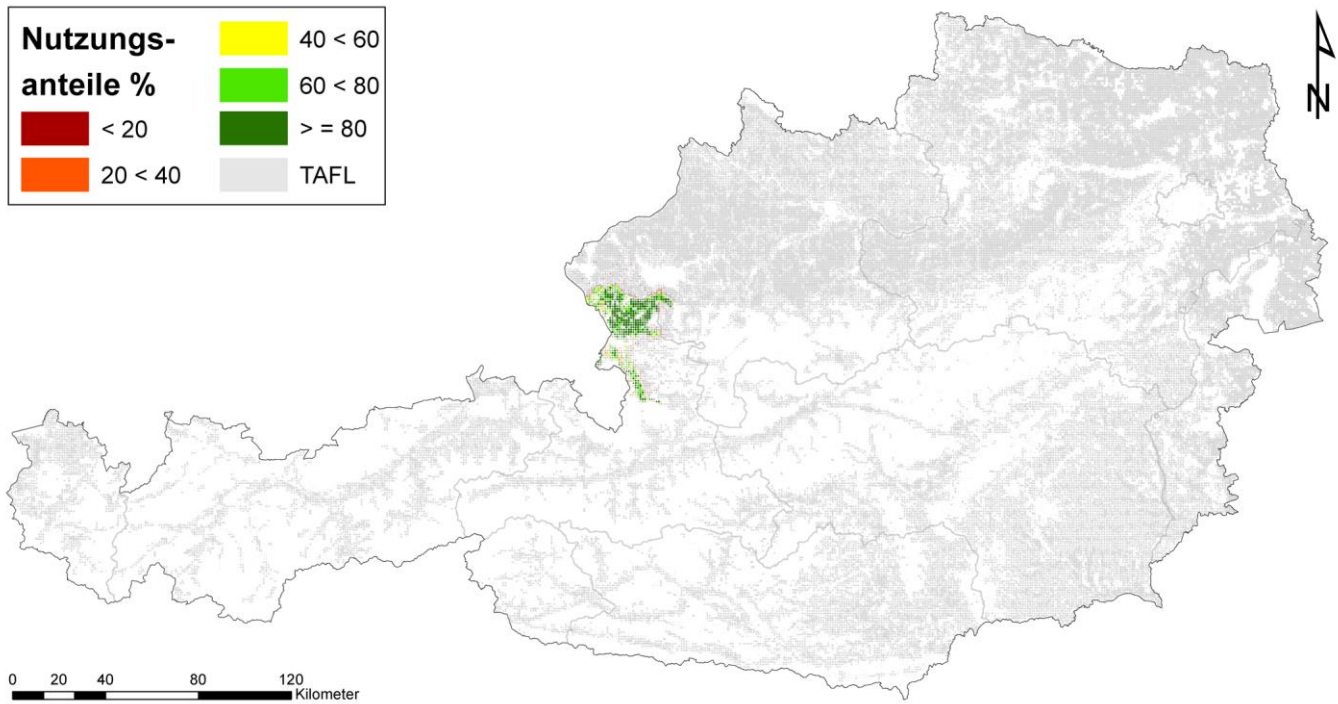 Nutzungs-
anteile %
< 20
20 < 40
40 < 60
60 < 80
> = 80
TAFL
N
0 20 40 80 120
Kilometer